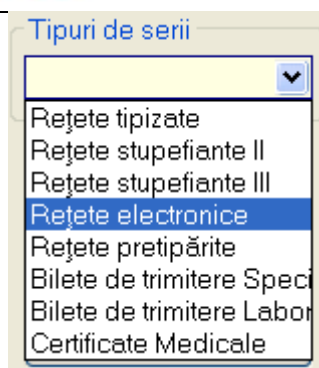 Tipuri de serii
Rețete tipizate
Rețete stupefiante II
Rețete stupefiante III
Rețete electronice
Rețete pretipărite
Bilete de trimitere Speci
Bilete de trimitere Labor
Certificate Medicale